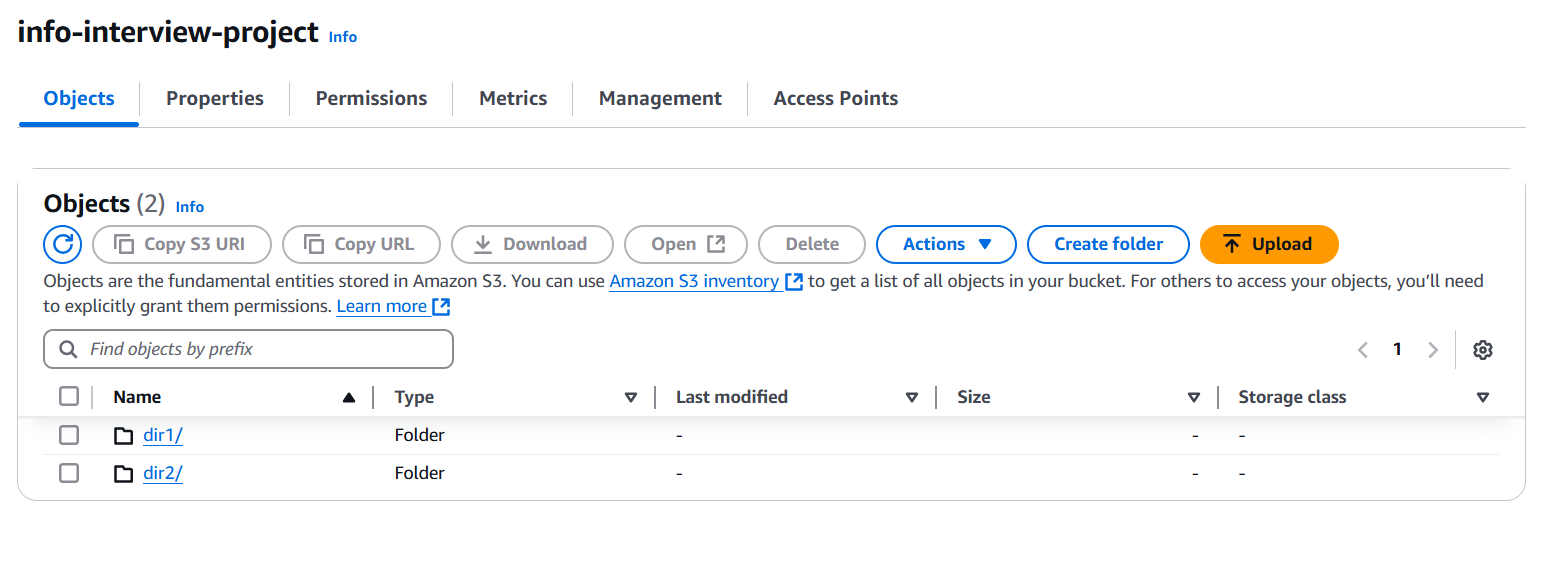 info-interview-project Info
Objects Properties Permissions Metrics Management Access Points
Objects (2) Info
Copy S3 URI Copy URL Download Open Delete Actions Create folder Upload
Objects are the fundamental entities stored in Amazon S3. You can use Amazon S3 inventory to get a list of all objects in your bucket. For others to access your objects, you’ll need
to explicitly grant them permissions. Learn more
Find objects by prefix 1
Name Type Last modified Size Storage class
dir1/ Folder - - -
dir2/ Folder - - -